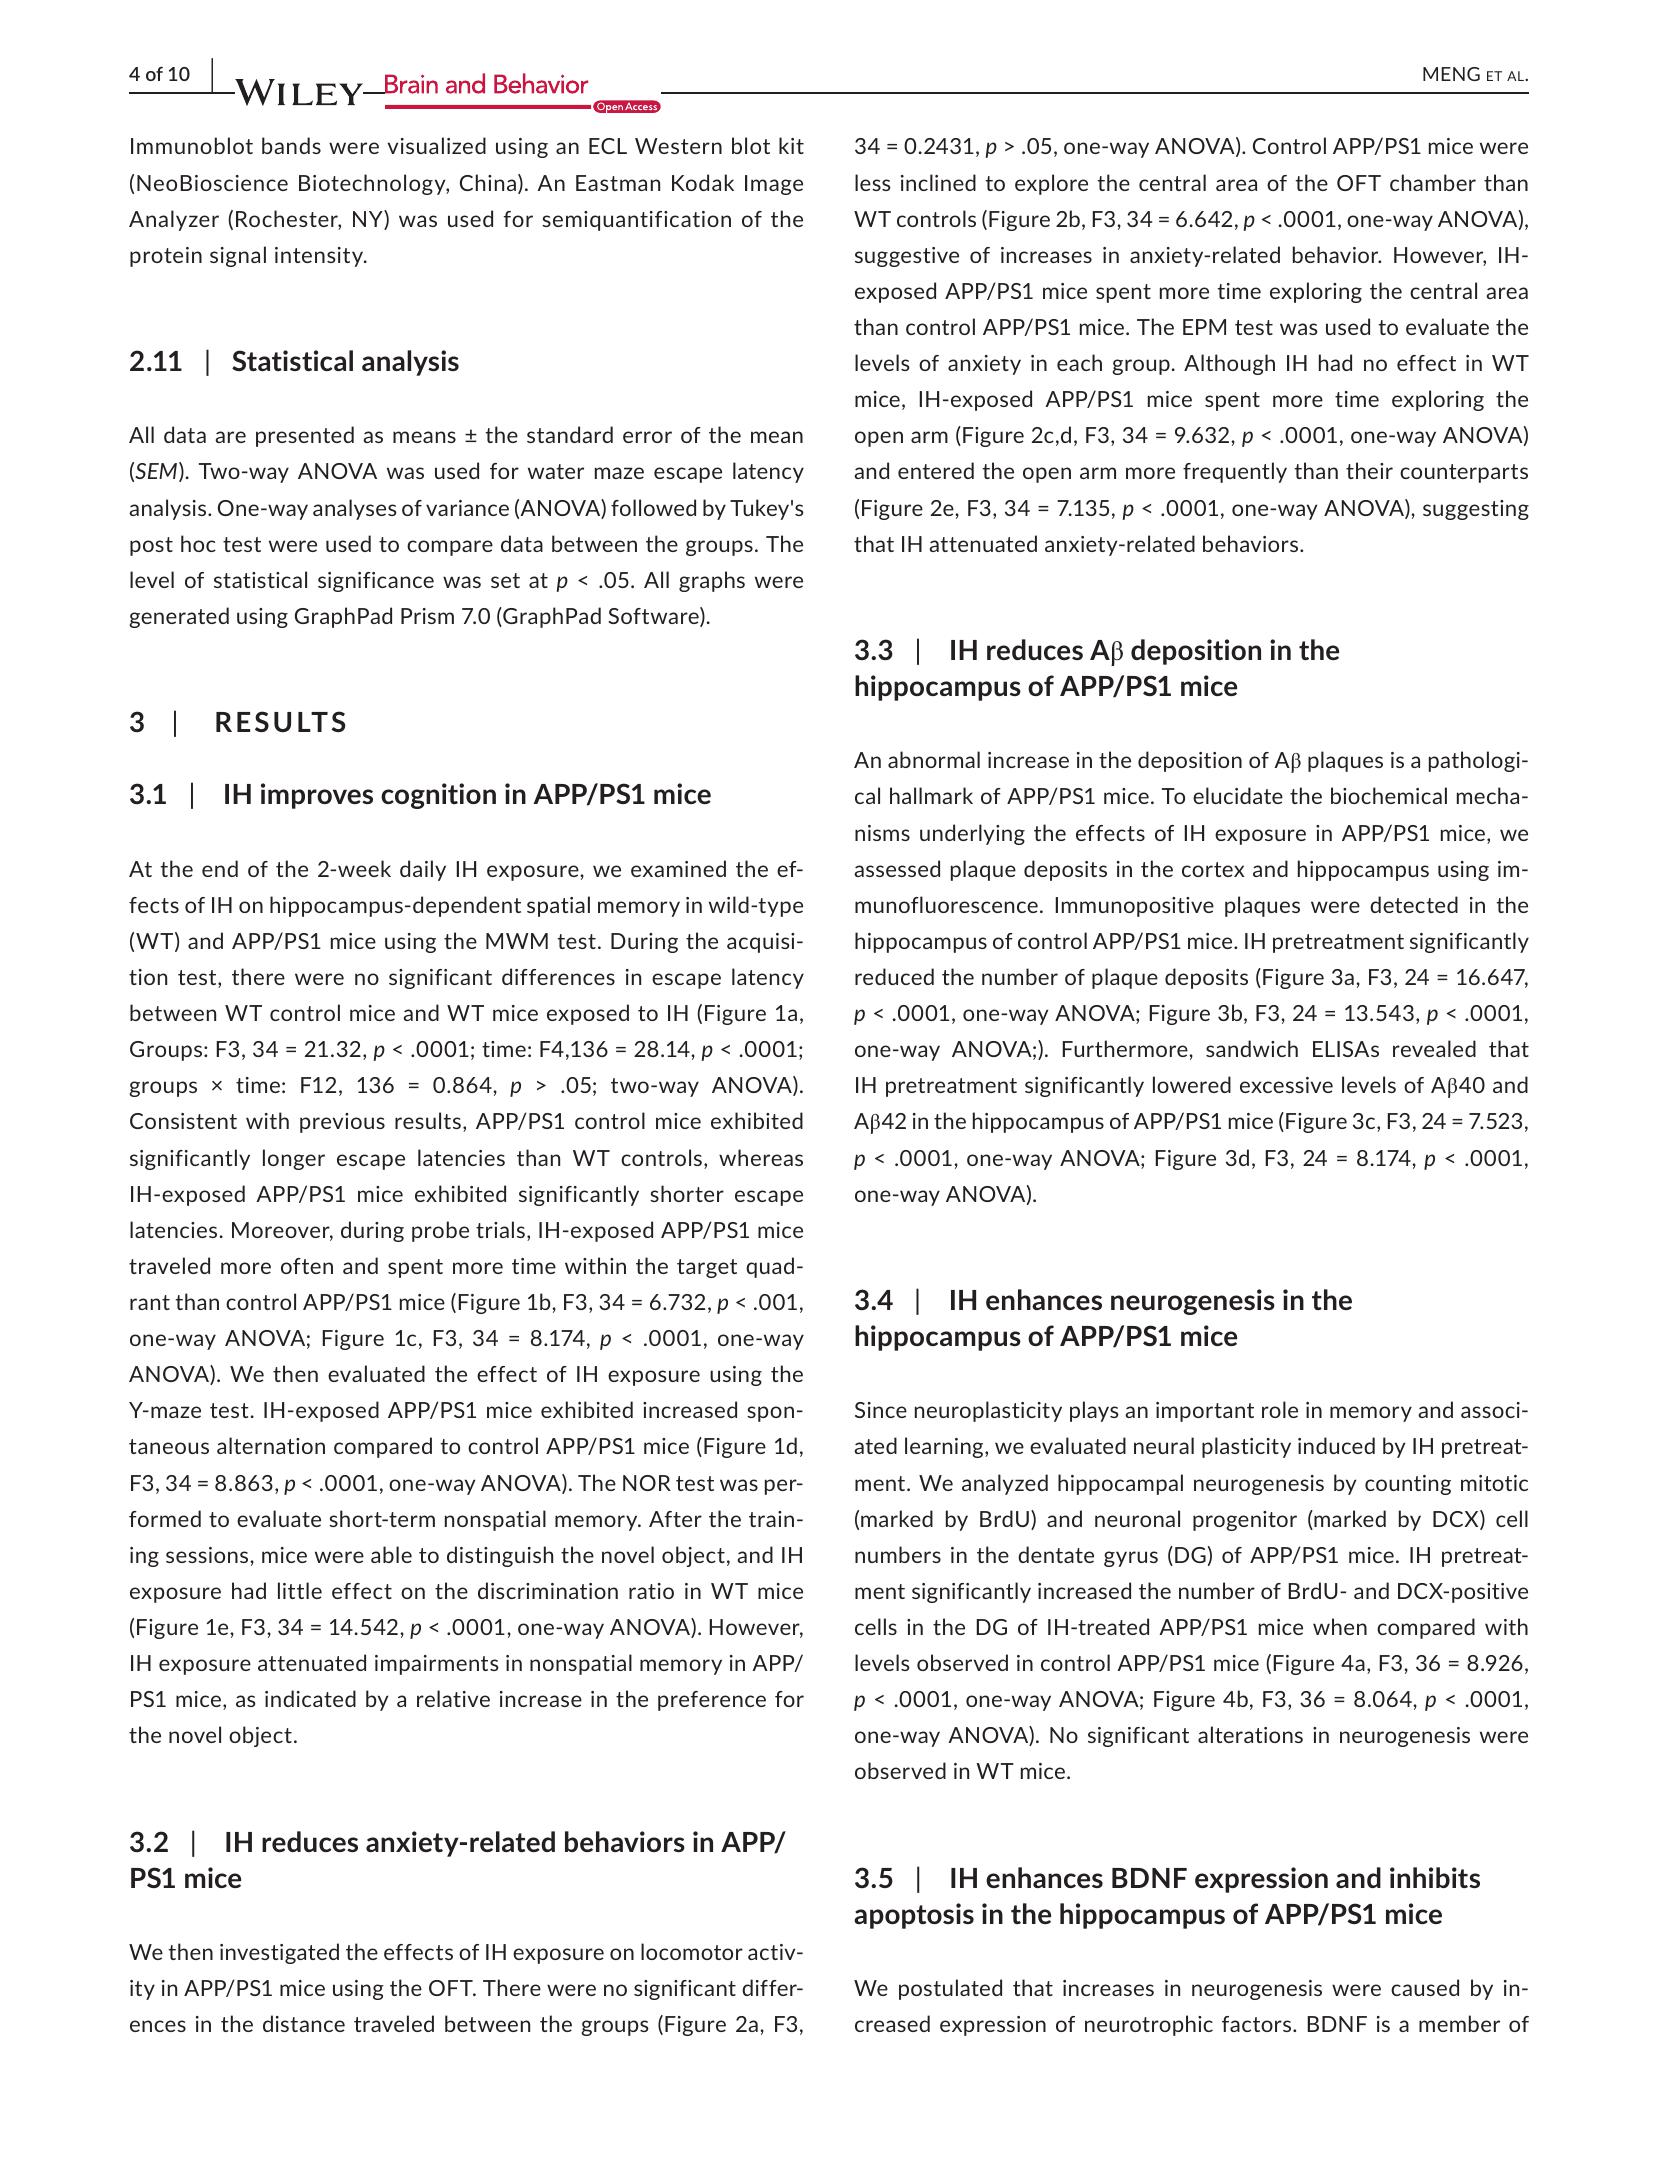 4 of 10
WILEY
Brain and Behavior
Open Access
MENG ET AL.
Immunoblot bands were visualized using an ECL Western blot kit
(NeoBioscience Biotechnology, China). An Eastman Kodak Image
Analyzer (Rochester, NY) was used for semiquantification of the
protein signal intensity.
2.11 | Statistical analysis
All data are presented as means ± the standard error of the mean
(SEM). Two-way ANOVA was used for water maze escape latency
analysis. One-way analyses of variance (ANOVA) followed by Tukey's
post hoc test were used to compare data between the groups. The
level of statistical significance was set at p < .05. All graphs were
generated using GraphPad Prism 7.0 (GraphPad Software).
3 | RESULTS
3.1 | IH improves cognition in APP/PS1 mice
At the end of the 2-week daily IH exposure, we examined the ef-
fects of IH on hippocampus-dependent spatial memory in wild-type
(WT) and APP/PS1 mice using the MWM test. During the acquisi-
tion test, there were no significant differences in escape latency
between WT control mice and WT mice exposed to IH (Figure 1a,
Groups: F3, 34 = 21.32, p < .0001; time: F4,136 = 28.14, p < .0001;
groups × time: F12, 136 = 0.864, p > .05; two-way ANOVA).
Consistent with previous results, APP/PS1 control mice exhibited
significantly longer escape latencies than WT controls, whereas
IH-exposed APP/PS1 mice exhibited significantly shorter escape
latencies. Moreover, during probe trials, IH-exposed APP/PS1 mice
traveled more often and spent more time within the target quad-
rant than control APP/PS1 mice (Figure 1b, F3, 34 = 6.732, p < .001,
one-way ANOVA; Figure 1c, F3, 34 = 8.174, p < .0001, one-way
ANOVA). We then evaluated the effect of IH exposure using the
Y-maze test. IH-exposed APP/PS1 mice exhibited increased spon-
taneous alternation compared to control APP/PS1 mice (Figure 1d,
F3, 34 = 8.863, p < .0001, one-way ANOVA). The NOR test was per-
formed to evaluate short-term nonspatial memory. After the train-
ing sessions, mice were able to distinguish the novel object, and IH
exposure had little effect on the discrimination ratio in WT mice
(Figure 1e, F3, 34 = 14.542, p < .0001, one-way ANOVA). However,
IH exposure attenuated impairments in nonspatial memory in APP/
PS1 mice, as indicated by a relative increase in the preference for
the novel object.
3.2 | IH reduces anxiety-related behaviors in APP/
PS1 mice
We then investigated the effects of IH exposure on locomotor activ-
ity in APP/PS1 mice using the OFT. There were no significant differ-
ences in the distance traveled between the groups (Figure 2a, F3,
34 = 0.2431, p > .05, one-way ANOVA). Control APP/PS1 mice were
less inclined to explore the central area of the OFT chamber than
WT controls (Figure 2b, F3, 34 = 6.642, p < .0001, one-way ANOVA),
suggestive of increases in anxiety-related behavior. However, IH-
exposed APP/PS1 mice spent more time exploring the central area
than control APP/PS1 mice. The EPM test was used to evaluate the
levels of anxiety in each group. Although IH had no effect in WT
mice, IH-exposed APP/PS1 mice spent more time exploring the
open arm (Figure 2c,d, F3, 34 = 9.632, p < .0001, one-way ANOVA)
and entered the open arm more frequently than their counterparts
(Figure 2e, F3, 34 = 7.135, p < .0001, one-way ANOVA), suggesting
that IH attenuated anxiety-related behaviors.
3.3 | IH reduces Aβ deposition in the
hippocampus of APP/PS1 mice
An abnormal increase in the deposition of Aβ plaques is a pathologi-
cal hallmark of APP/PS1 mice. To elucidate the biochemical mecha-
nisms underlying the effects of IH exposure in APP/PS1 mice, we
assessed plaque deposits in the cortex and hippocampus using im-
munofluorescence. Immunopositive plaques were detected in the
hippocampus of control APP/PS1 mice. IH pretreatment significantly
reduced the number of plaque deposits (Figure 3a, F3, 24 = 16.647,
p < .0001, one-way ANOVA; Figure 3b, F3, 24 = 13.543, p < .0001,
one-way ANOVA;). Furthermore, sandwich ELISAs revealed that
IH pretreatment significantly lowered excessive levels of Aβ40 and
Aβ42 in the hippocampus of APP/PS1 mice (Figure 3c, F3, 24 = 7.523,
p < .0001, one-way ANOVA; Figure 3d, F3, 24 = 8.174, p < .0001,
one-way ANOVA).
3.4 | IH enhances neurogenesis in the
hippocampus of APP/PS1 mice
Since neuroplasticity plays an important role in memory and associ-
ated learning, we evaluated neural plasticity induced by IH pretreat-
ment. We analyzed hippocampal neurogenesis by counting mitotic
(marked by BrdU) and neuronal progenitor (marked by DCX) cell
numbers in the dentate gyrus (DG) of APP/PS1 mice. IH pretreat-
ment significantly increased the number of BrdU- and DCX-positive
cells in the DG of IH-treated APP/PS1 mice when compared with
levels observed in control APP/PS1 mice (Figure 4a, F3, 36 = 8.926,
p < .0001, one-way ANOVA; Figure 4b, F3, 36 = 8.064, p < .0001,
one-way ANOVA). No significant alterations in neurogenesis were
observed in WT mice.
3.5 | IH enhances BDNF expression and inhibits
apoptosis in the hippocampus of APP/PS1 mice
We postulated that increases in neurogenesis were caused by in-
creased expression of neurotrophic factors. BDNF is a member of